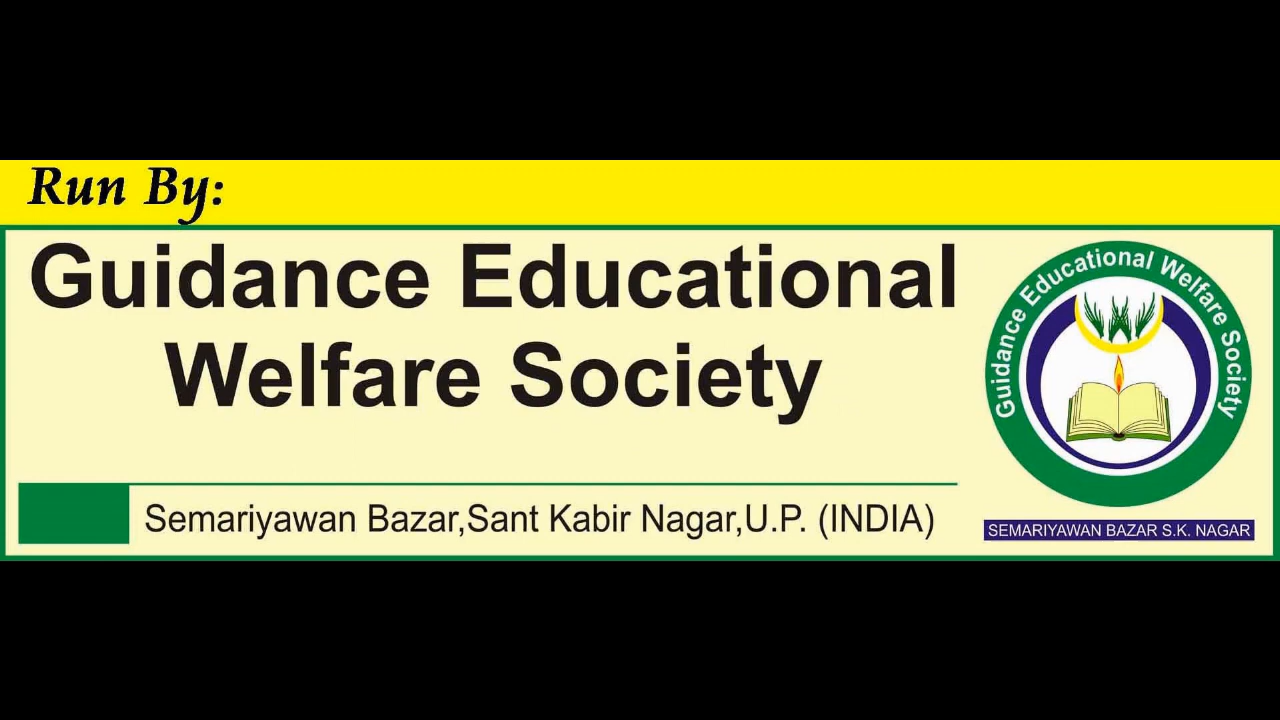 Run By:
Guidance Educational
Welfare Society
Semariyawan Bazar,Sant Kabir Nagar,U.P. (INDIA)
Guidance Educational Welfare Society
SEMARIYAWAN BAZAR S.K. NAGAR